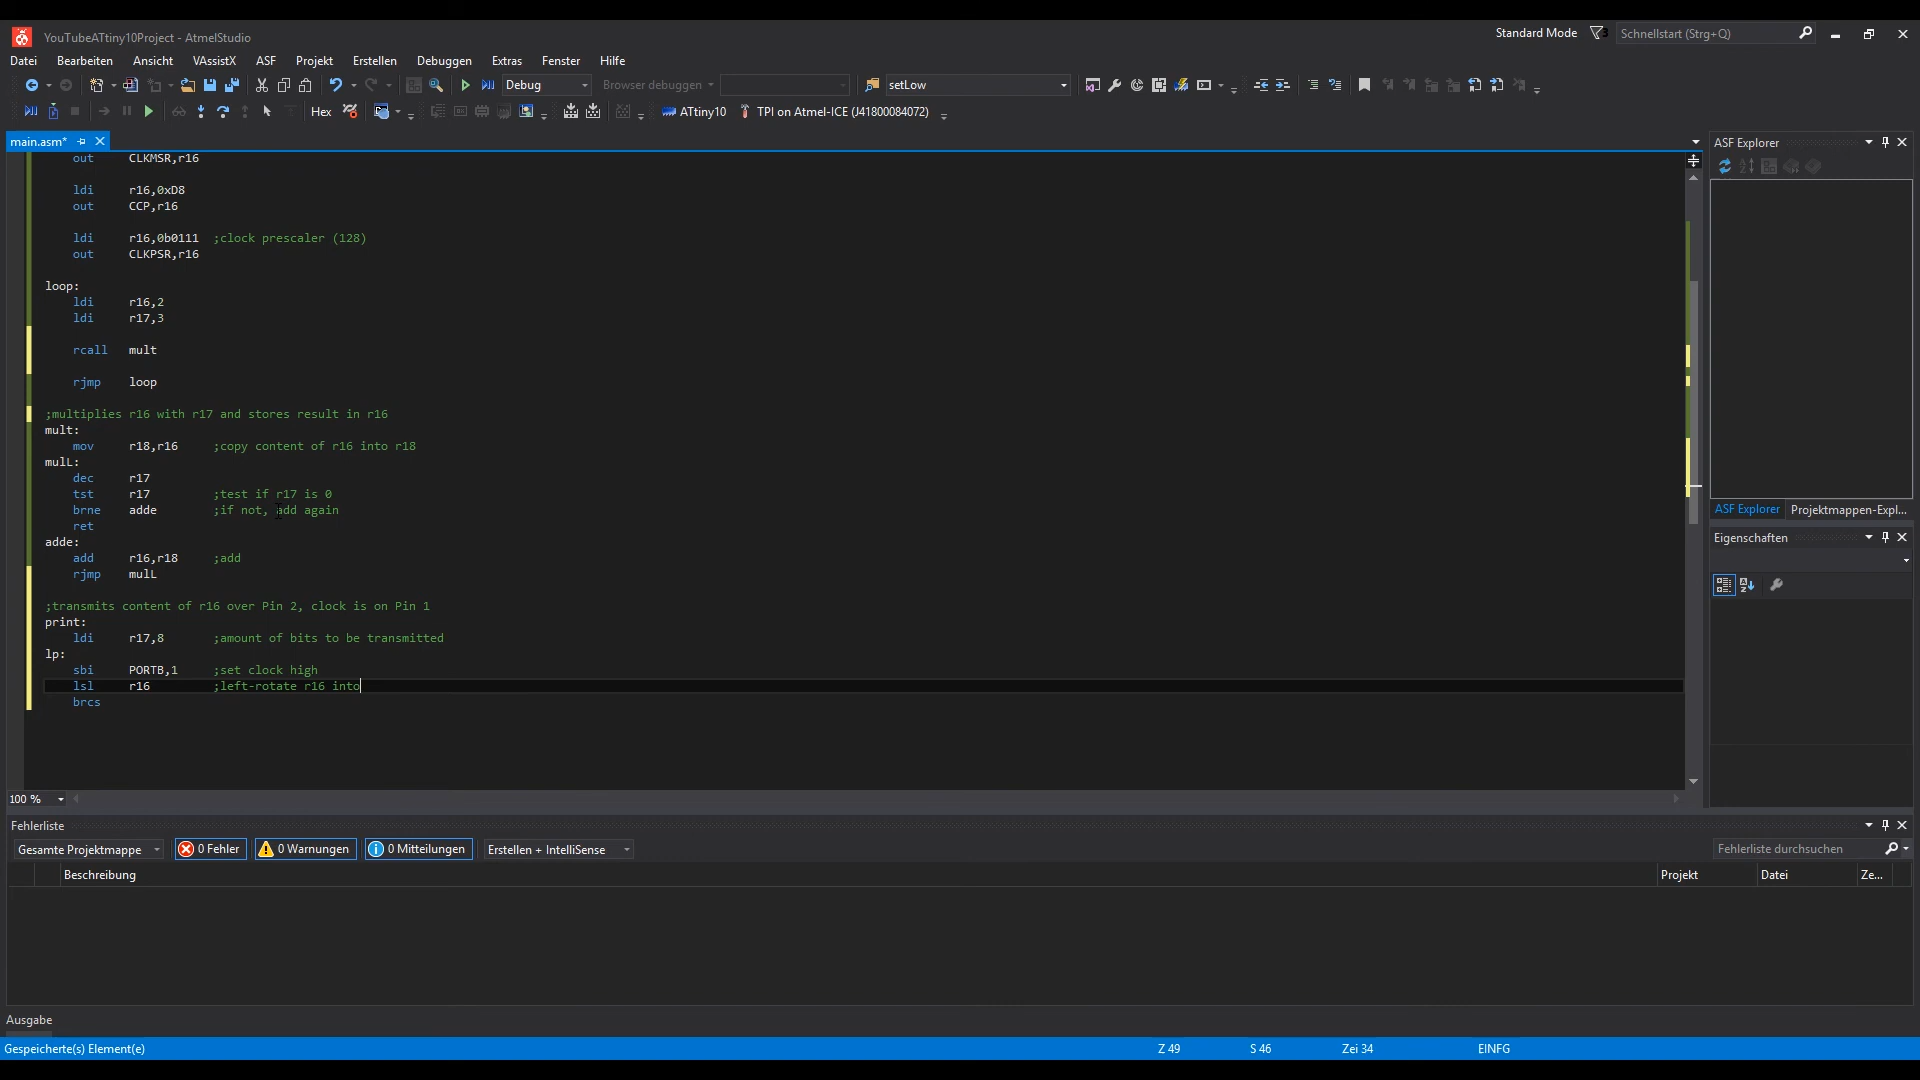 YouTubeATtiny10Project - AtmelStudio
Standard Mode
Schnellstart (Strg+Q)
Datei Bearbeiten Ansicht VAssistX ASF Projekt Erstellen Debuggen Extras Fenster Hilfe
Debug Browser debuggen setLow
Hex ATtiny10 TPI on Atmel-ICE (J41800084072)
main.asm*
out CLKMSR,r16
ldi r16,0xD8
out CCP,r16
ldi r16,0b0111 ;clock prescaler (128)
out CLKPSR,r16
loop:
ldi r16,2
ldi r17,3
rcall mult
rjmp loop
;multiplies r16 with r17 and stores result in r16
mult:
mov r18,r16 ;copy content of r16 into r18
mulL:
dec r17
tst r17 ;test if r17 is 0
brne adde ;if not, add again
ret
adde:
add r16,r18 ;add
rjmp mulL
;transmits content of r16 over Pin 2, clock is on Pin 1
print:
ldi r17,8 ;amount of bits to be transmitted
lp:
sbi PORTB,1 ;set clock high
lsl r16 ;left-rotate r16 into
brcs
100 %
ASF Explorer
ASF Explorer Projektmappen-Expl...
Eigenschaften
Fehlerliste
Gesamte Projektmappe 0 Fehler 0 Warnungen 0 Mitteilungen Erstellen + IntelliSense Fehlerliste durchsuchen
Beschreibung Projekt Datei Ze...
Ausgabe
Gespeicherte(s) Element(e) Z 49 S 46 Zei 34 EINFG